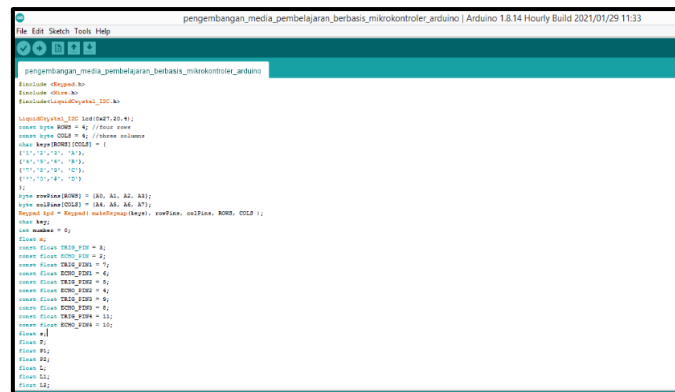 pengembangan_media_pembelajaran_berbasis_mikrokontroler_arduino | Arduino 1.8.14 Hourly Build 2021/01/29 11:33
File Edit Sketch Tools Help
pengembangan_media_pembelajaran_berbasis_mikrokontroler_arduino
#include <Keypad.h>
#include <Wire.h>
#include<LiquidCrystal_I2C.h>
LiquidCrystal_I2C lcd(0x27,20,4);
const byte ROWS = 4; //four rows
const byte COLS = 4; //three columns
char keys[ROWS][COLS] = {
{'1','2','3', 'A'},
{'4','5','6', 'B'},
{'7','8','9', 'C'},
{'*','0','#', 'D'}
};
byte rowPins[ROWS] = {A0, A1, A2, A3};
byte colPins[COLS] = {A4, A5, A6, A7};
Keypad kpd = Keypad( makeKeymap(keys), rowPins, colPins, ROWS, COLS );
char key;
int number = 0;
float
const float TRIG_PIN = 3;
const float ECHO_PIN = 2;
const float TRIG_PIN1 = 7;
const float ECHO_PIN1 = 6;
const float TRIG_PIN2 = 5;
const float ECHO_PIN2 = 4;
const float TRIG_PIN3 = 9;
const float ECHO_PIN3 = 8;
const float TRIG_PIN4 = 11;
const float ECHO_PIN4 = 10;
float
float P;
float P1;
float P2;
float L;
float L1;
float L2;